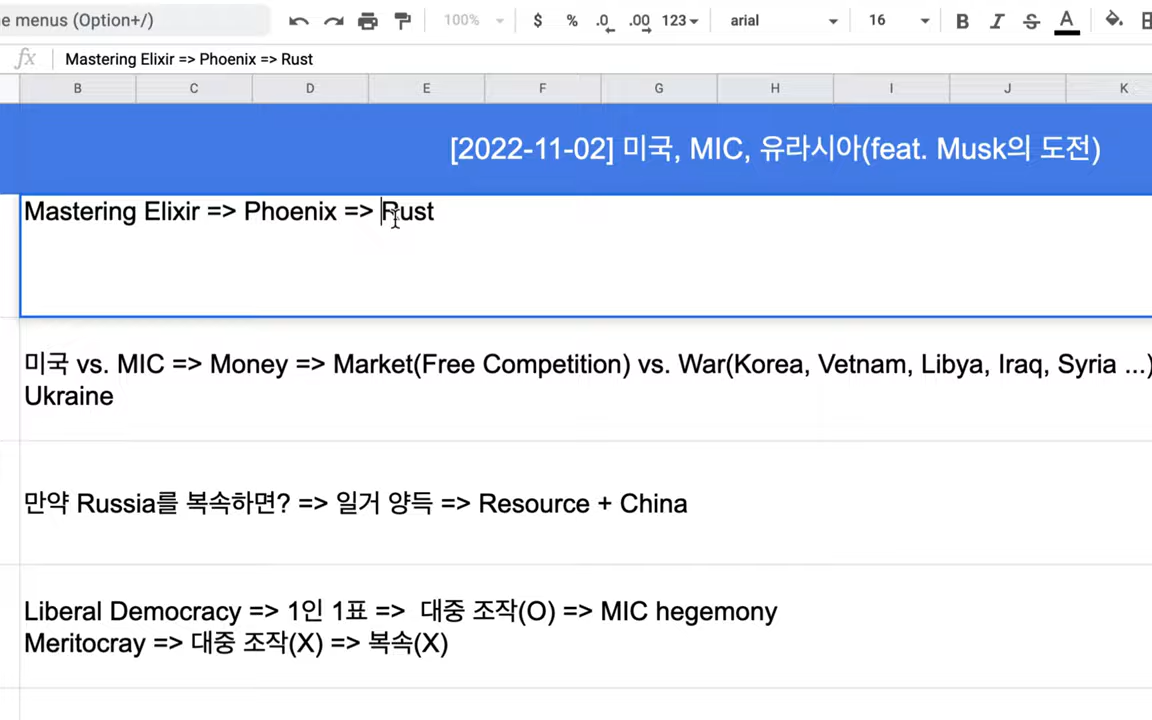 e menus (Option+/)
100%
$ % .0 .00 123
arial
16
B I S A
fx
Mastering Elixir => Phoenix => Rust
B C D E F G H I J K
[2022-11-02] 미국, MIC, 유라시아(feat. Musk의 도전)
Mastering Elixir => Phoenix => Rust
미국 vs. MIC => Money => Market(Free Competition) vs. War(Korea, Vetnam, Libya, Iraq, Syria ...)
Ukraine
만약 Russia를 복속하면? => 일거 양득 => Resource + China
Liberal Democracy => 1인 1표 => 대중 조작(O) => MIC hegemony
Meritocray => 대중 조작(X) => 복속(X)